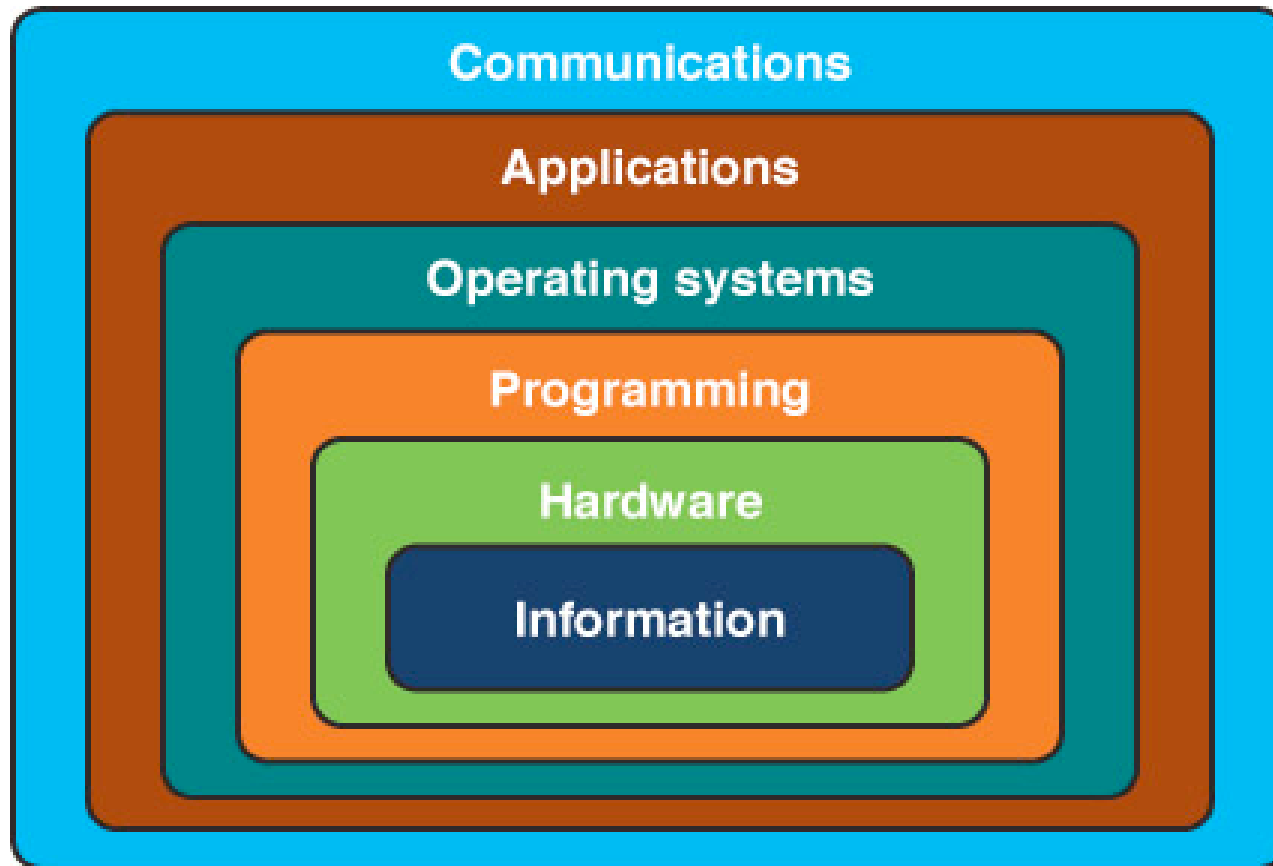 Communications
Applications
Operating systems
Programming
Hardware
Information